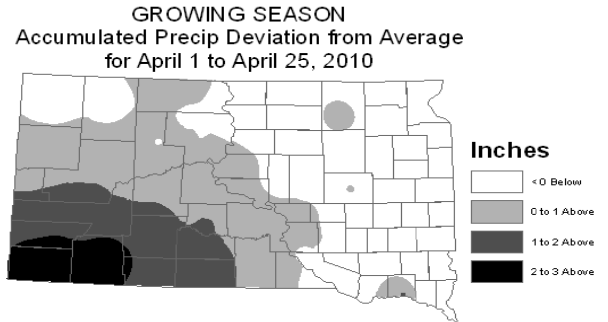 GROWING SEASON
Accumulated Precip Deviation from Average
for April 1 to April 25, 2010
Inches
<0 Below
0 to 1 Above
1 to 2 Above
2 to 3 Above